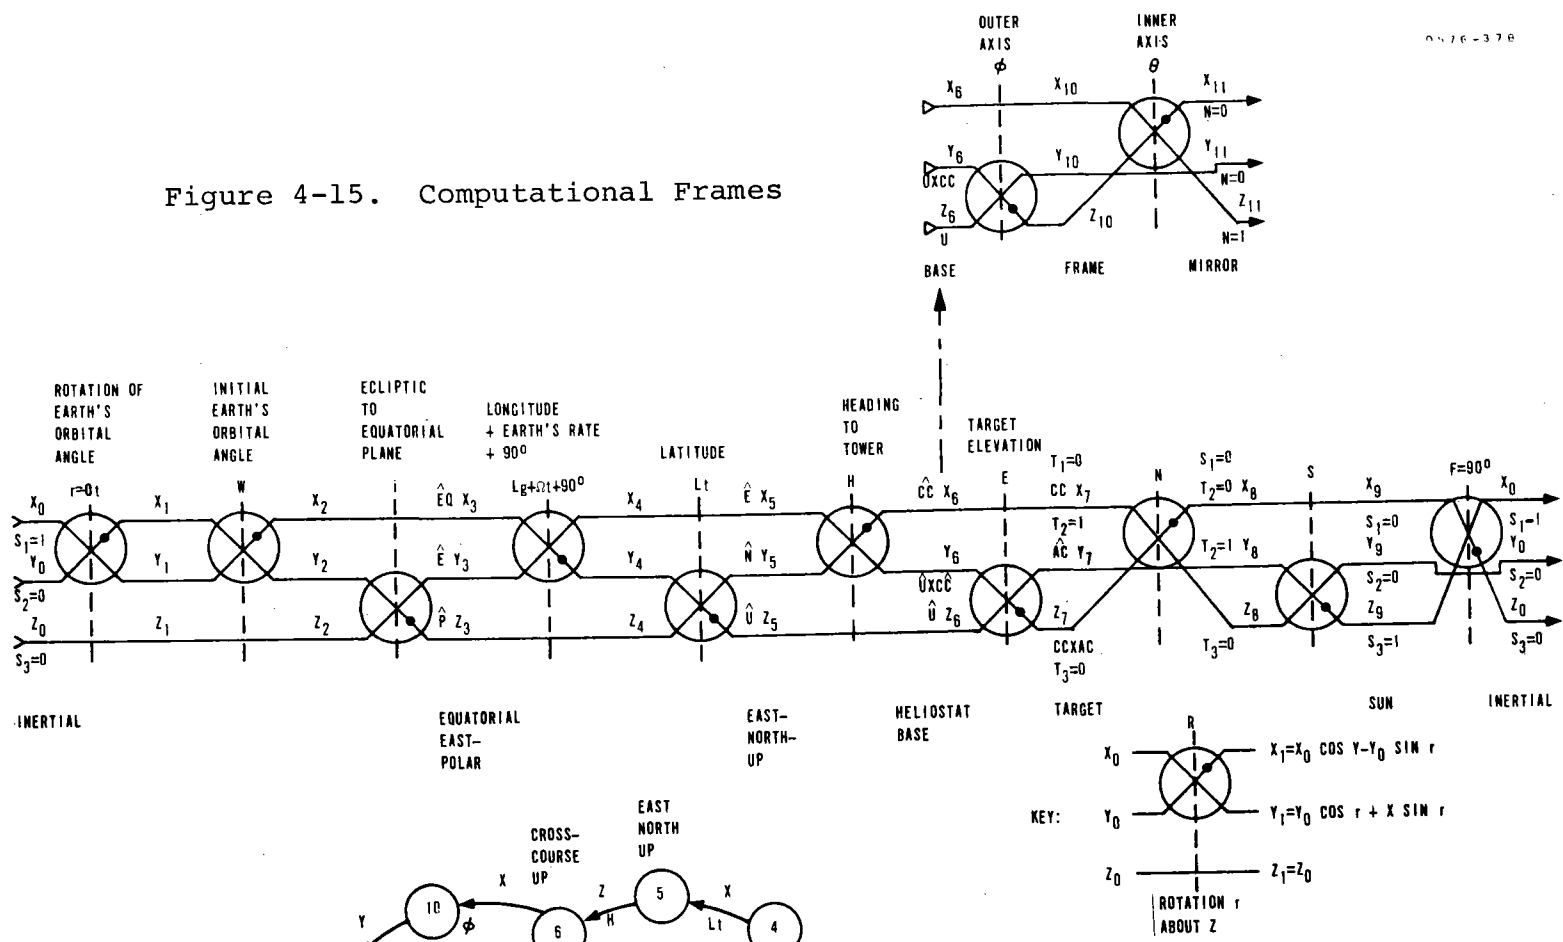 OUTER AXIS φ
INNER AXIS θ
Figure 4-15. Computational Frames
X6 X10 X11
N=0
Y6 Y10 Y11
UXCC N=0
Z6 Z10 Z11
U N=1
BASE FRAME MIRROR
ROTATION OF EARTH'S ORBITAL ANGLE
INITIAL EARTH'S ORBITAL ANGLE
ECLIPTIC TO EQUATORIAL PLANE
LONGITUDE + EARTH'S RATE + 90°
LATITUDE
HEADING TO TOWER
TARGET ELEVATION
r=Ot W i Lg+Ωt+90° Lt H E N S F=90°
T1=0 S1=0
X0 X1 X2 ÊQ X3 X4 Ê X5 ĈC X6 CC X7 T2=0 X8 X9 X0
S1=1 T2=1 S1=0 S1-1
Y0 Y1 Y2 Ê Y3 Y4 N̂ Y5 Y6 ÂC Y7 T2=1 Y8 Y9 Y0
S2=0 ÛXCĈ S2=0 S2=0
Z0 Z1 Z2 P̂ Z3 Z4 Û Z5 Û Z6 Z7 Z8 Z9 Z0
S3=0 CCXAC T3=0 S3=1 S3=0
T3=0
INERTIAL
EQUATORIAL EAST- POLAR
EAST- NORTH- UP
HELIOSTAT BASE
TARGET
SUN
INERTIAL
R
X0 X1=X0 COS Y-Y0 SIN r
KEY: Y0 Y1=Y0 COS r + X SIN r
Z0 Z1=Z0
ROTATION r
ABOUT Z
CROSS- COURSE UP
EAST NORTH UP
Y 10 X φ 6 Z H 5 X Lt 4